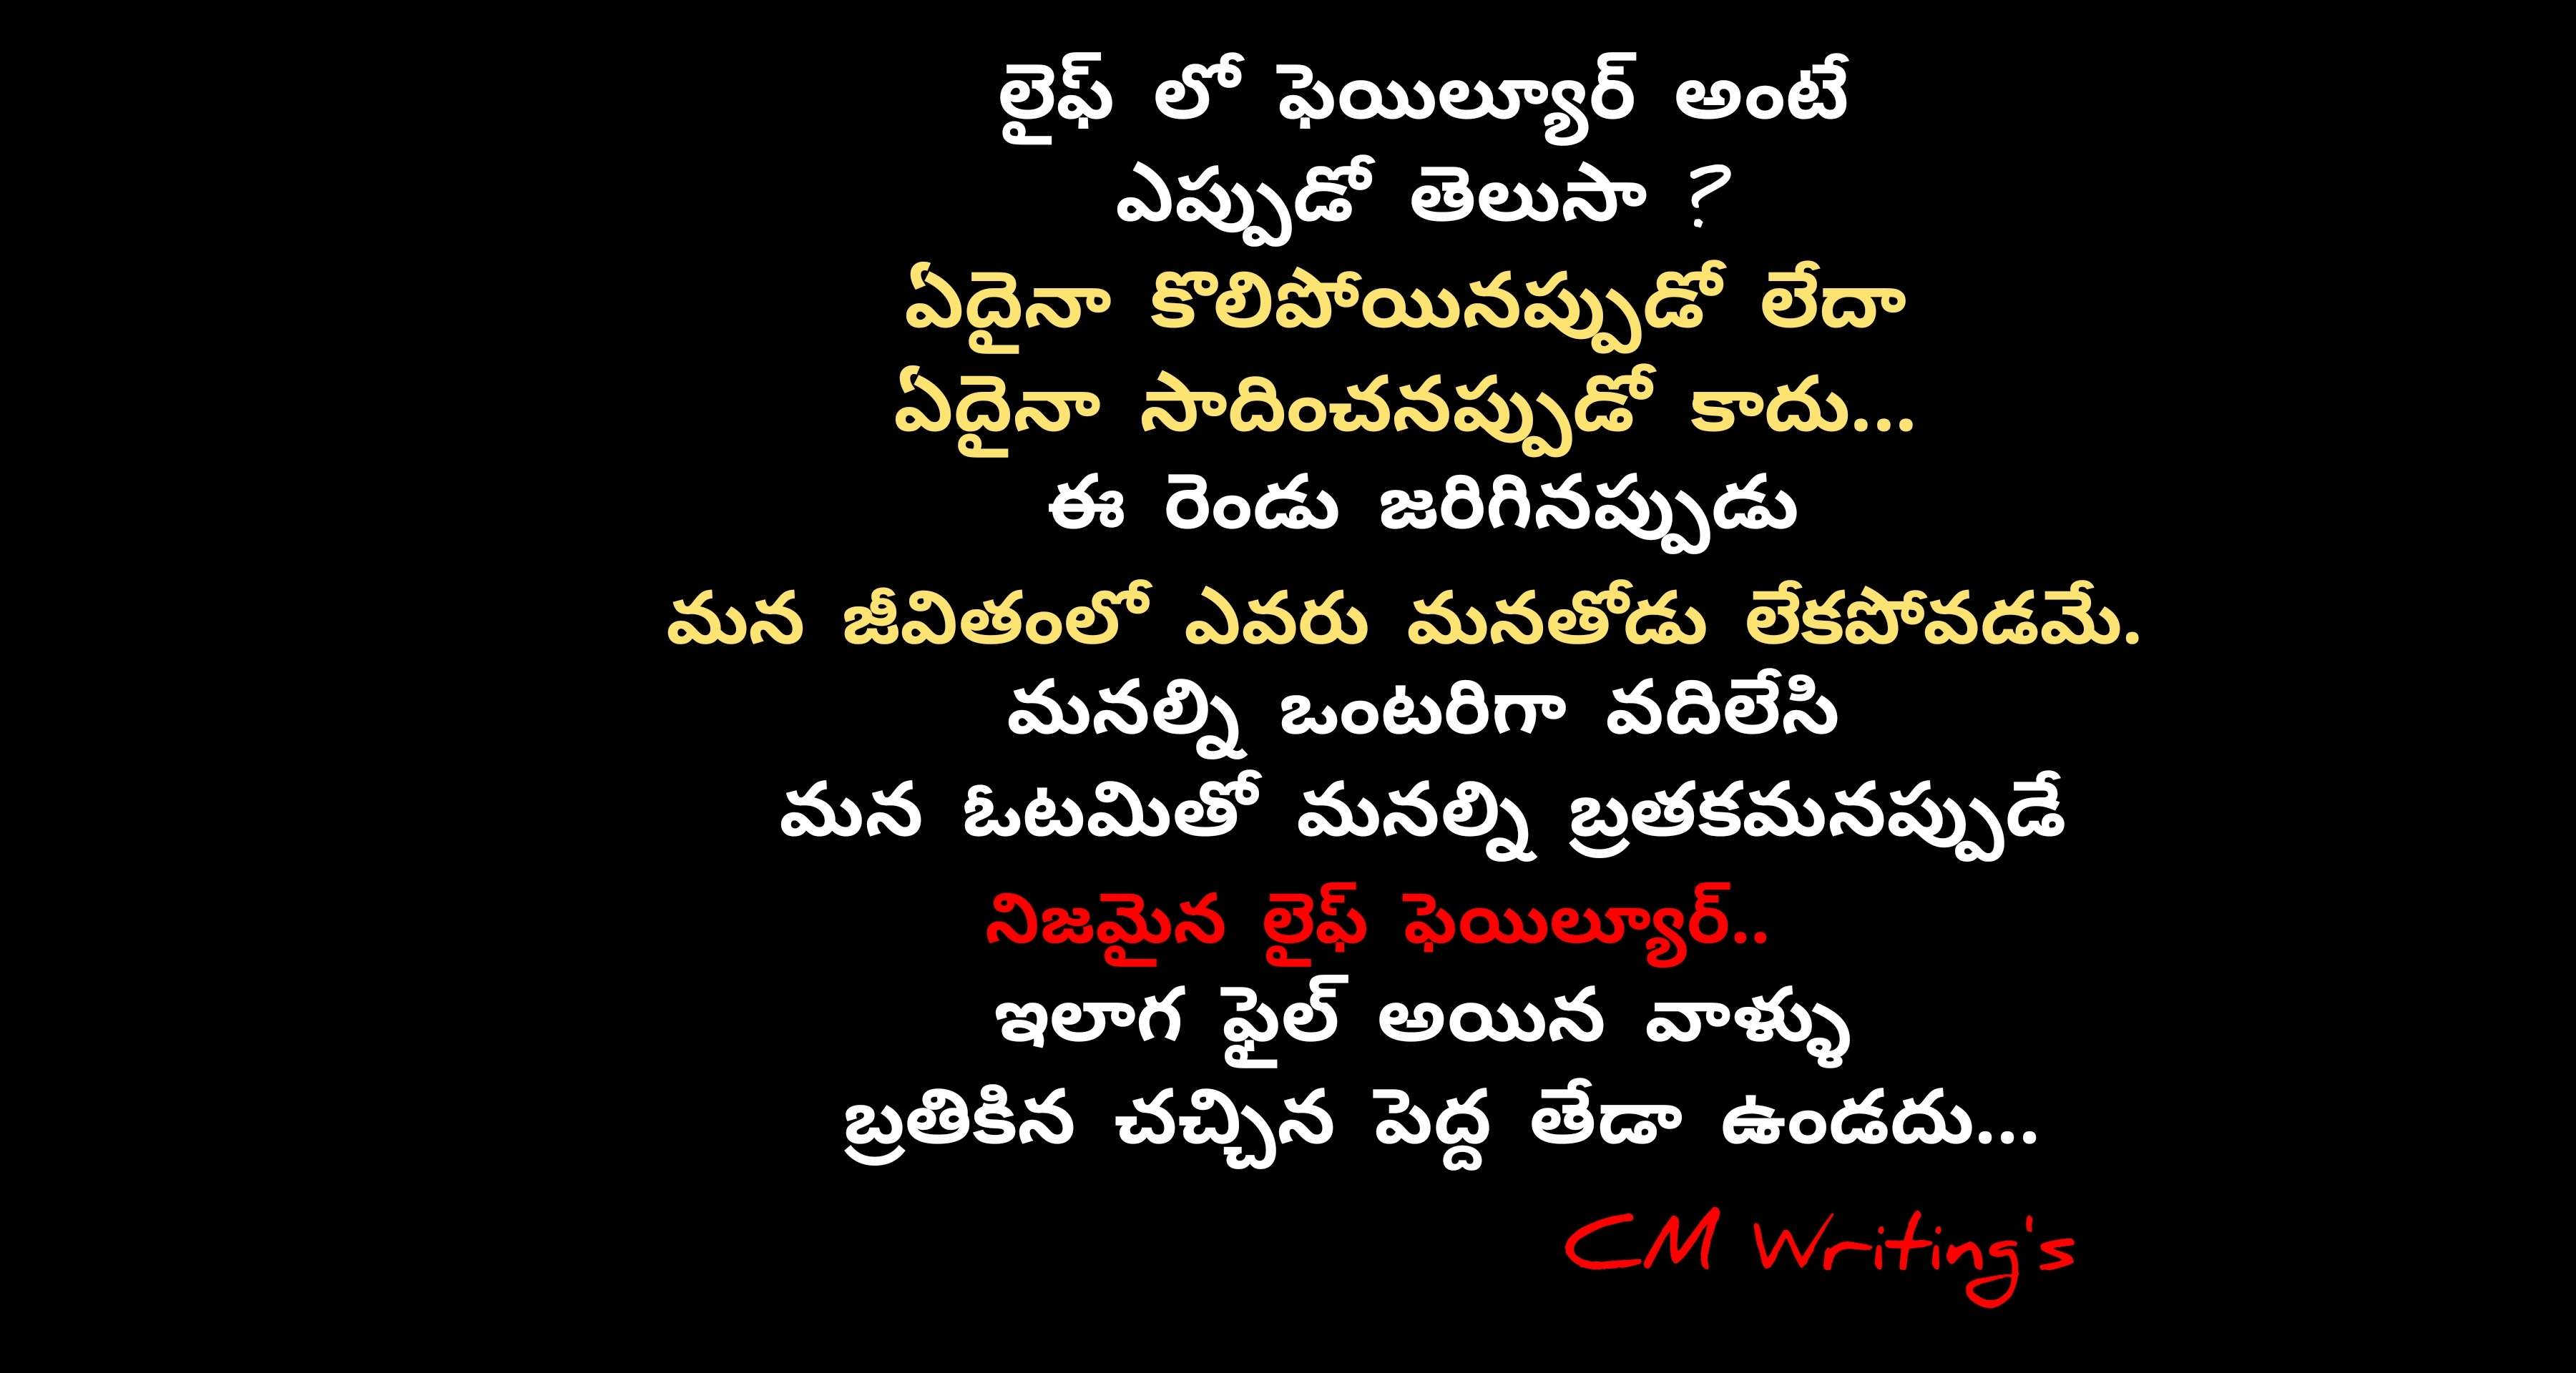 లైఫ్ లో ఫెయిల్యూర్ అంటే
ఎప్పుడో తెలుసా ?
ఏదైనా కొలిపోయినప్పుడో లేదా
ఏదైనా సాదించనప్పుడో కాదు...
ఈ రెండు జరిగినప్పుడు
మన జీవితంలో ఎవరు మనతోడు లేకపోవడమే.
మనల్ని ఒంటరిగా వదిలేసి
మన ఓటమితో మనల్ని బ్రతకమనప్పుడే
నిజమైన లైఫ్ ఫెయిల్యూర్..
ఇలాగ ఫైల్ అయిన వాళ్ళు
బ్రతికిన చచ్చిన పెద్ద తేడా ఉండదు...
CM Writing's